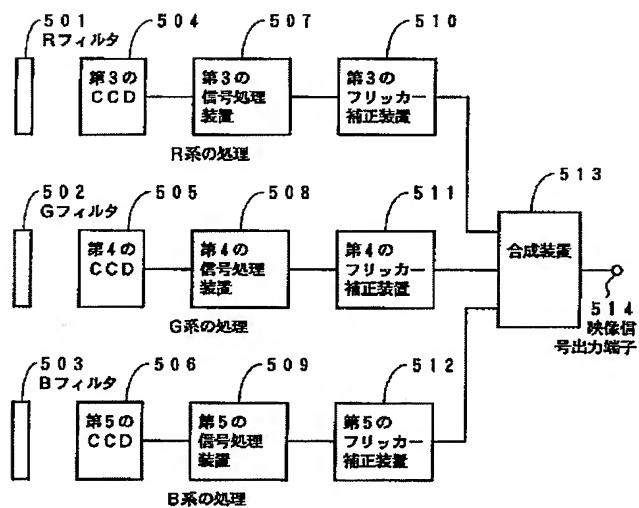 501
504
507
510
Rフィルタ
第3の
CCD
第3の
信号処理
装置
第3の
フリッカー
補正装置
R系の処理
513
502
505
508
511
Gフィルタ
第4の
CCD
第4の
信号処理
装置
第4の
フリッカー
補正装置
合成装置
G系の処理
514
映像信
号出力端子
503
506
509
512
Bフィルタ
第5の
CCD
第5の
信号処理
装置
第5の
フリッカー
補正装置
B系の処理